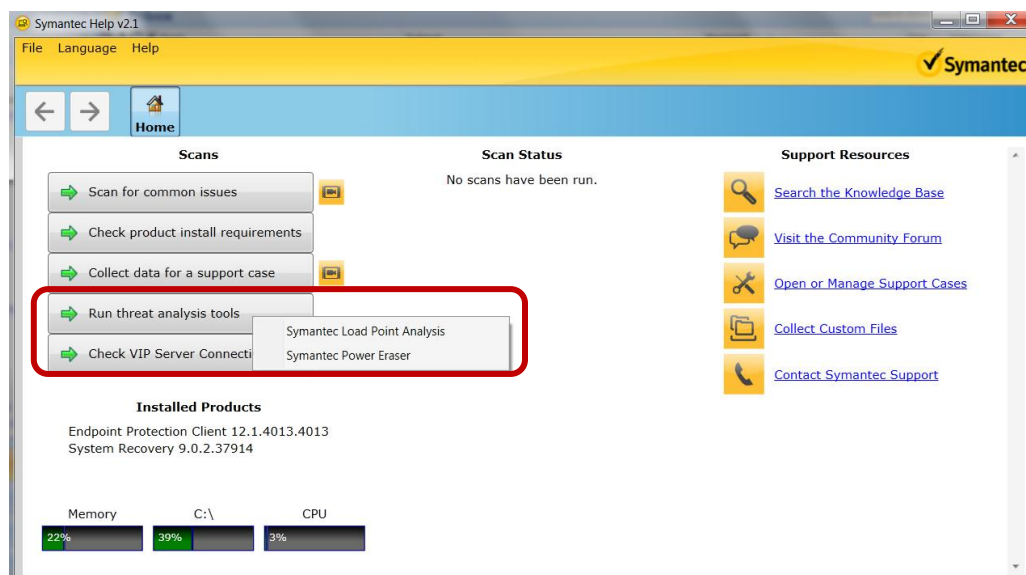 Symantec Help v2.1
File Language Help
Symantec
Home
Scans
Scan for common issues
Check product install requirements
Collect data for a support case
Run threat analysis tools
Symantec Load Point Analysis
Symantec Power Eraser
Check VIP Server Connecti
Installed Products
Endpoint Protection Client 12.1.4013.4013
System Recovery 9.0.2.37914
Memory C:\ CPU
22% 39% 3%
Scan Status
No scans have been run.
Support Resources
Search the Knowledge Base
Visit the Community Forum
Open or Manage Support Cases
Collect Custom Files
Contact Symantec Support